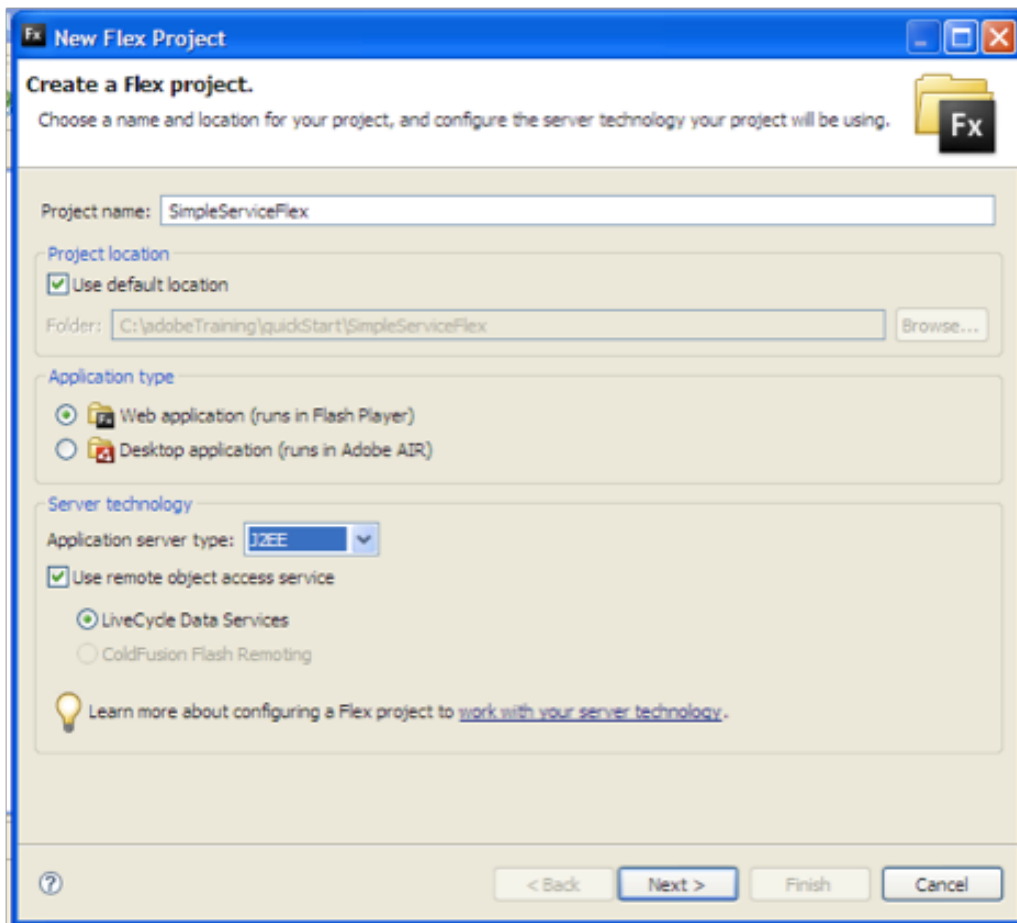 Fx New Flex Project
Create a Flex project.
Choose a name and location for your project, and configure the server technology your project will be using.
Fx
Project name: SimpleServiceFlex
Project location
Use default location
Folder: C:\adobeTraining\quickStart\SimpleServiceFlex Browse...
Application type
Web application (runs in Flash Player)
Desktop application (runs in Adobe AIR)
Server technology
Application server type: J2EE
Use remote object access service
LiveCycle Data Services
ColdFusion Flash Remoting
Learn more about configuring a Flex project to work with your server technology.
? < Back Next > Finish Cancel